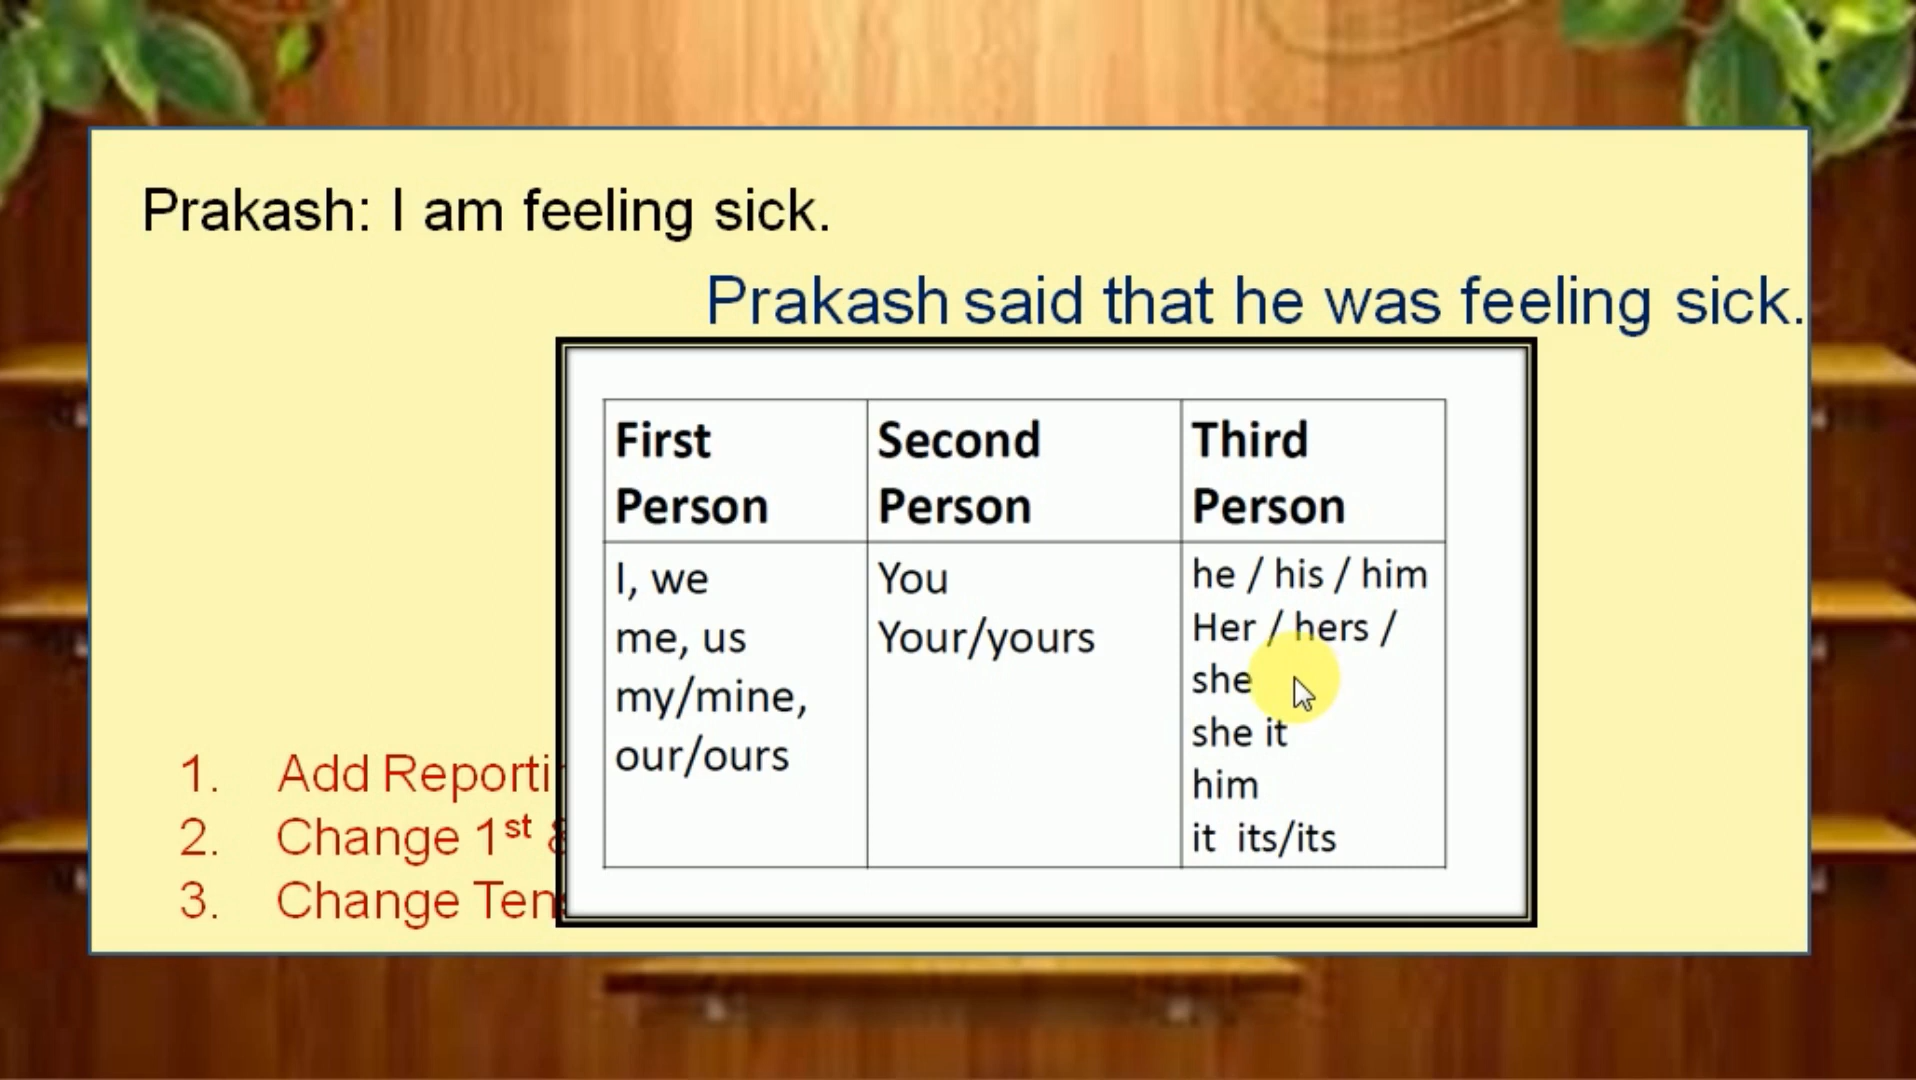 Prakash: I am feeling sick.
Prakash said that he was feeling sick.
First Person
Second Person
Third Person
I, we
me, us
my/mine,
our/ours
You
Your/yours
he / his / him
Her / hers /
she
she it
him
it its/its
1. Add
2. Change 1st
3. Change